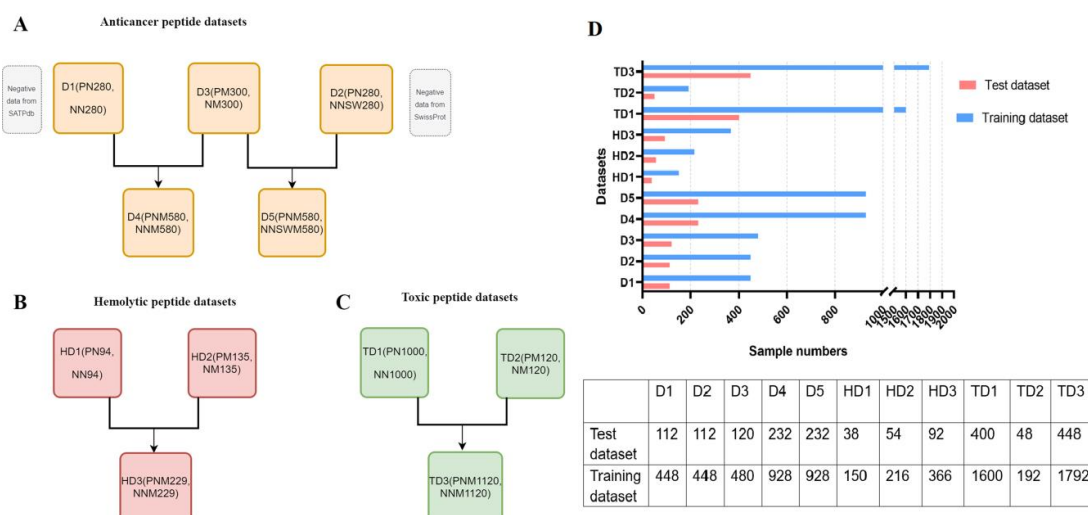 A
Anticancer peptide datasets
Negative
data from
SATPdb
D1(PN280,
NN280)
D3(PM300,
NM300)
D2(PN280,
NNSW280)
Negative
data from
SwissProt
D4(PNM580,
NNM580)
D5(PNM580,
NNSWM580)
B
Hemolytic peptide datasets
HD1(PN94,
NN94)
HD2(PM135,
NM135)
HD3(PNM229,
NNM229)
C
Toxic peptide datasets
TD1(PN1000,
NN1000)
TD2(PM120,
NM120)
TD3(PNM1120,
NNM1120)
D
Datasets
TD3
TD2
TD1
HD3
HD2
HD1
D5
D4
D3
D2
D1
0 200 400 600 800 1000 1500 1600 1700 1800 1900 2000
Sample numbers
Test dataset
Training dataset
D1 D2 D3 D4 D5 HD1 HD2 HD3 TD1 TD2 TD3
Test dataset 112 112 120 232 232 38 54 92 400 48 448
Training dataset 448 448 480 928 928 150 216 366 1600 192 1792